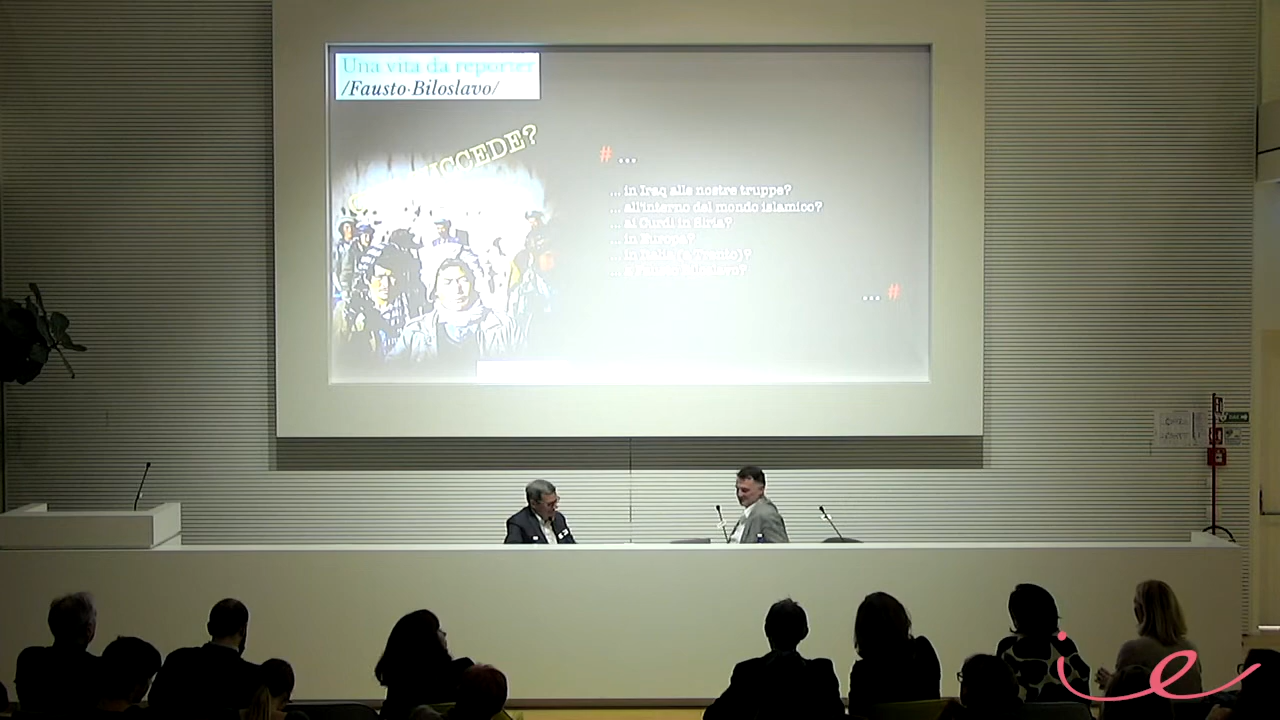 Una vita da reporter
/Fausto·Biloslavo/
# ...
... in Iraq alle nostre truppe?
... all'interno del mondo islamico?
... ai Curdi in Siria?
... in Europa?
... #
ie